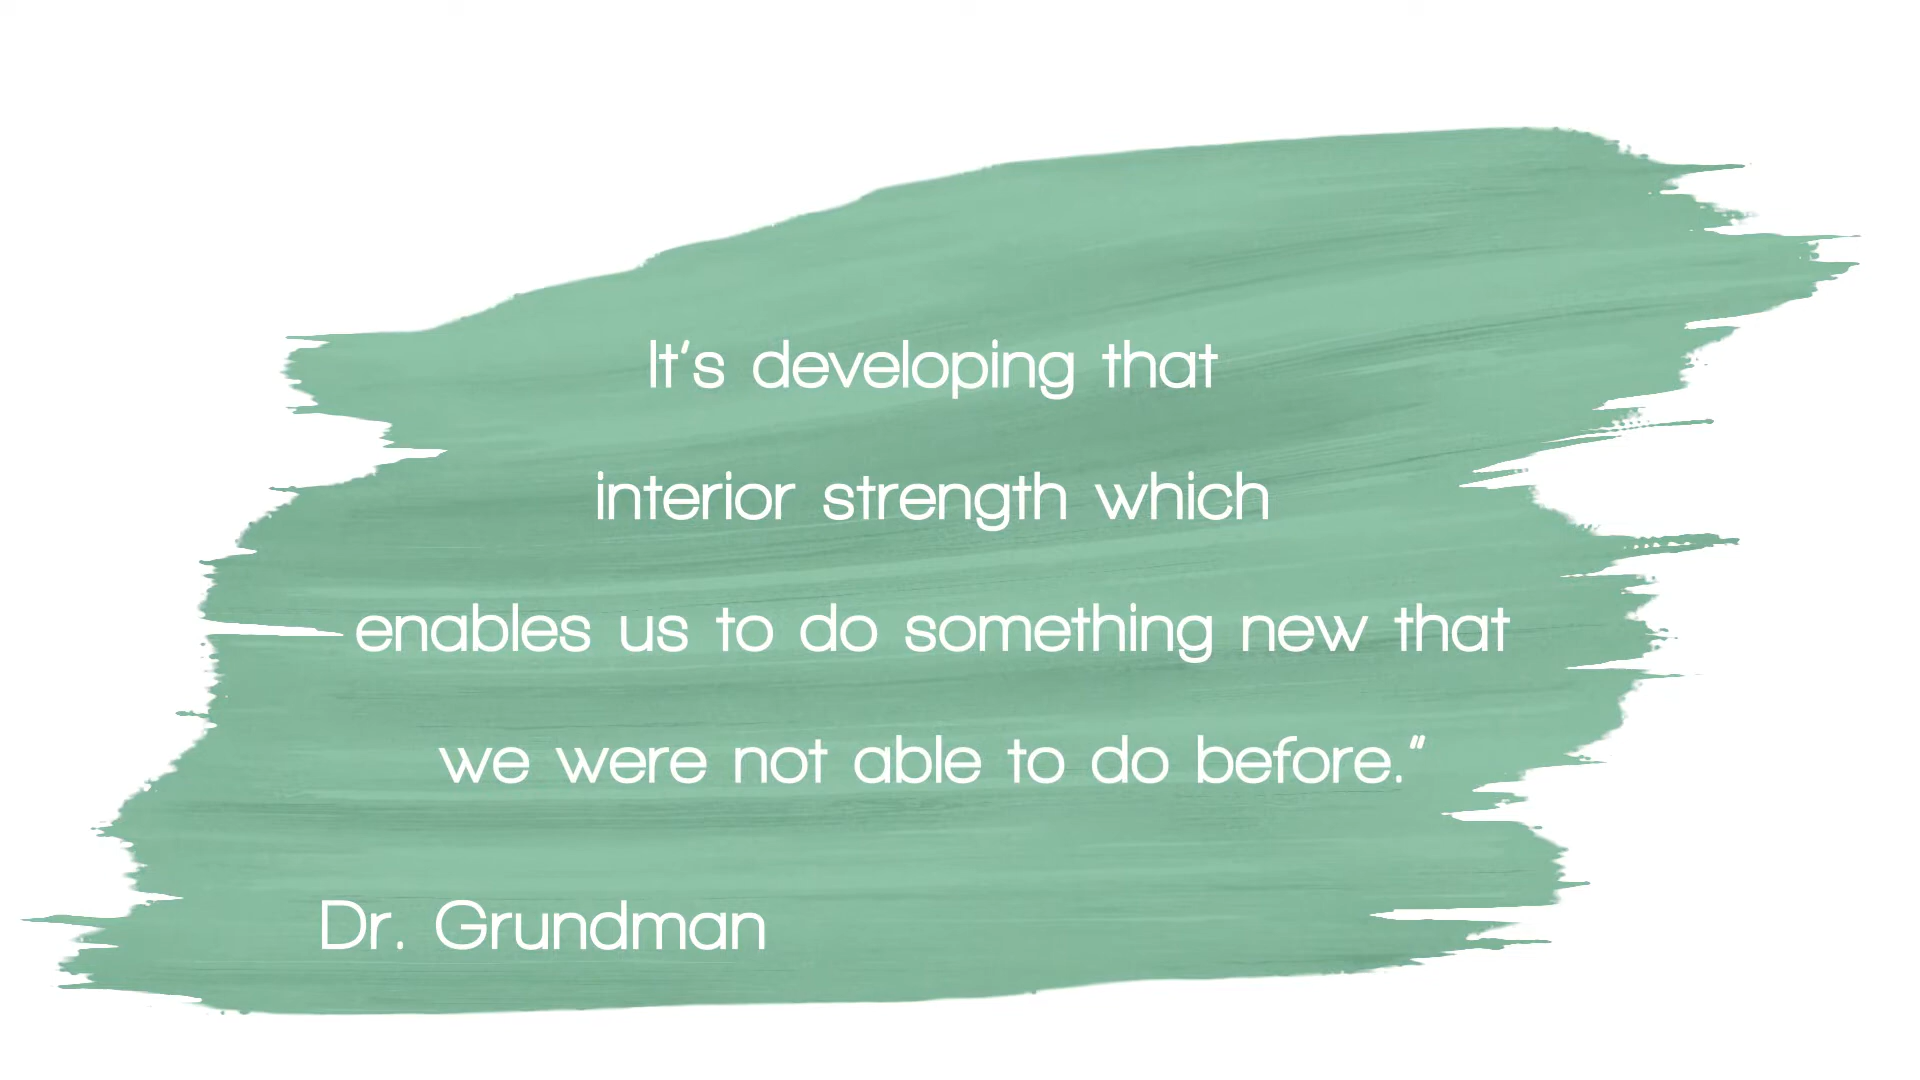 It's developing that
interior strength which
enables us to do something new that
we were not able to do before."
Dr. Grundman